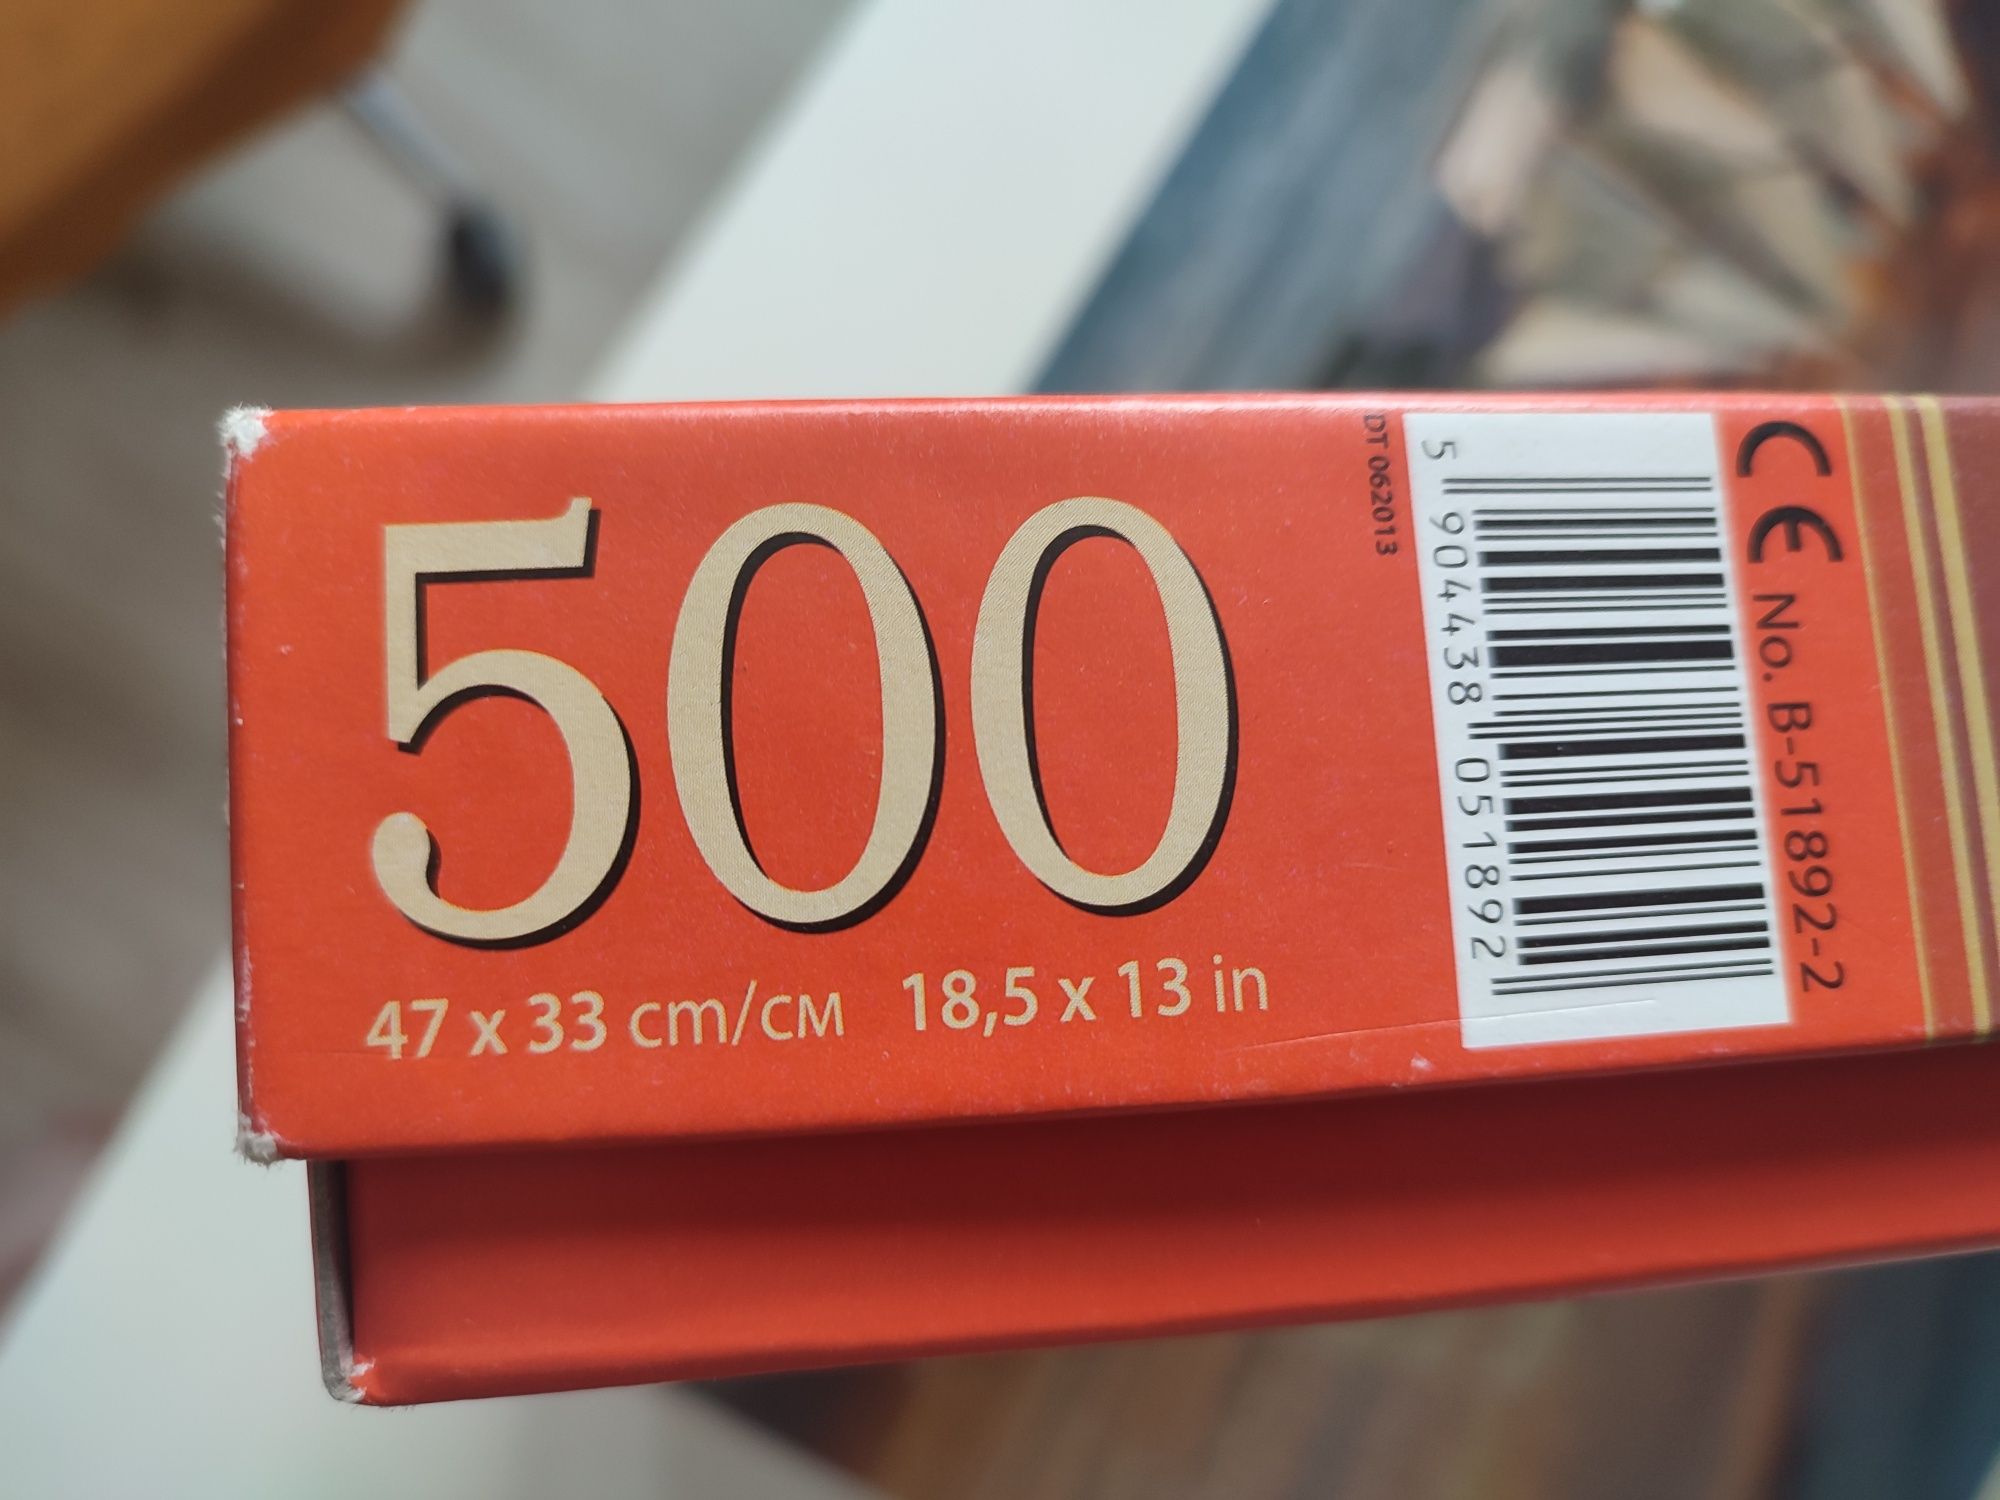 500
47 x 33 cm/см 18,5 x 13 in
DT 062013
5 904438 051892
CE No. B-51892-2